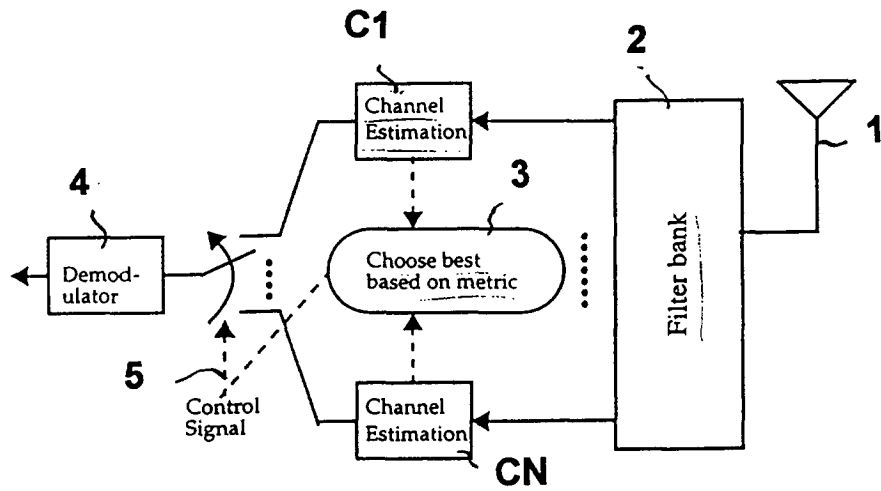 C1
2
Channel
Estimation
1
4
3
Demod-
ulator
Choose best
based on metric
Filter bank
5
Control
Signal
Channel
Estimation
CN